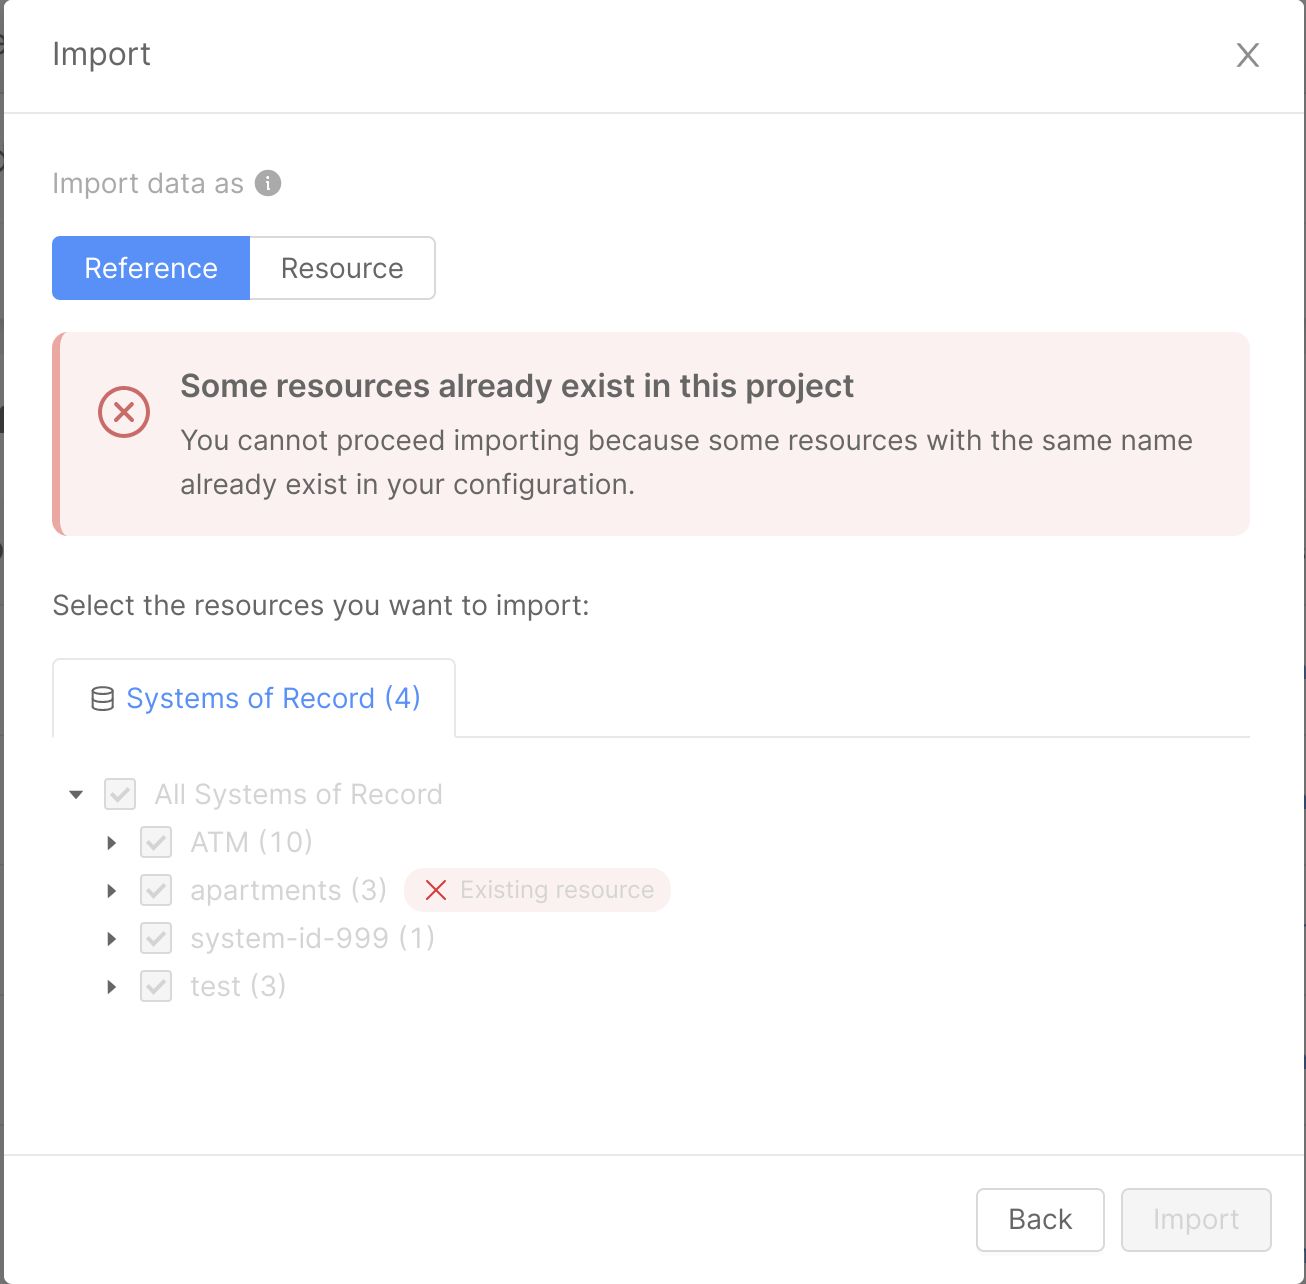 Import
Import data as
Reference
Resource
Some resources already exist in this project
You cannot proceed importing because some resources with the same name
already exist in your configuration.
Select the resources you want to import:
Systems of Record (4)
All Systems of Record
ATM (10)
apartments (3) Existing resource
system-id-999 (1)
test (3)
Back
Import